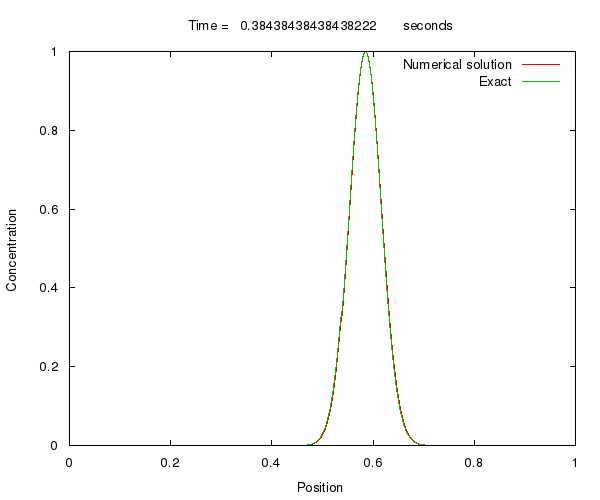 Time = 0.38438438438438222 seconds
Numerical solution
Exact
1
0.8
0.6
0.4
0.2
0
Concentration
0 0.2 0.4 0.6 0.8 1
Position